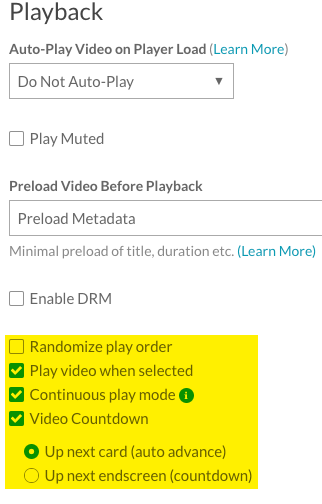 Playback
Auto-Play Video on Player Load (Learn More)
Do Not Auto-Play
Play Muted
Preload Video Before Playback
Preload Metadata
Minimal preload of title, duration etc. (Learn More)
Enable DRM
Randomize play order
Play video when selected
Continuous play mode i
Video Countdown
Up next card (auto advance)
Up next endscreen (countdown)